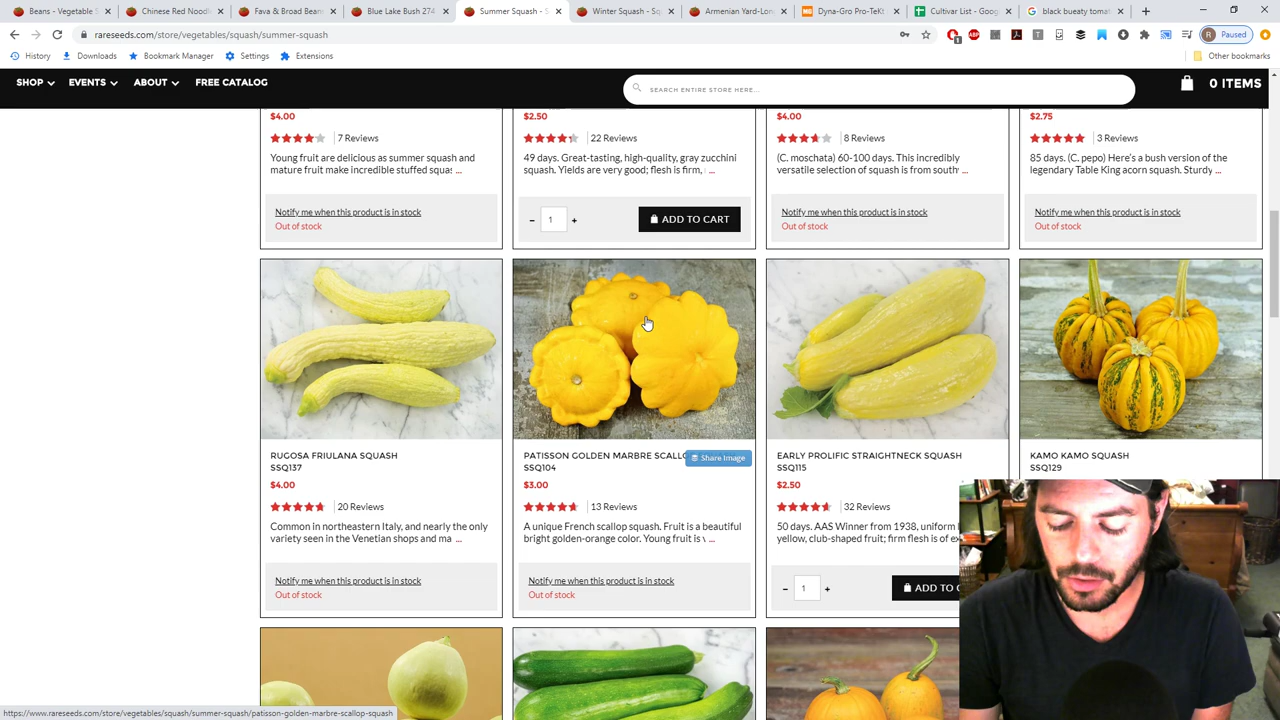 Beans - Vegetable S
Chinese Red Noodl
Fava & Broad Bean
Blue Lake Bush 274
Summer Squash - S
Winter Squash - Squ
Armenian Yard-Long
Dyna-Gro Pro-TeKt
Cultivar List - Goog
black bueaty tomat
rareseeds.com/store/vegetables/squash/summer-squash
R Paused
History Downloads Bookmark Manager Settings Extensions Other bookmarks
SHOP EVENTS ABOUT FREE CATALOG SEARCH ENTIRE STORE HERE... 0 ITEMS
$4.00
7 Reviews
Young fruit are delicious as summer squash and
mature fruit make incredible stuffed squa: ...
Notify me when this product is in stock
Out of stock
$2.50
22 Reviews
49 days. Great-tasting, high-quality, gray zucchini
squash. Yields are very good; flesh is firm, ...
- 1 + ADD TO CART
$4.00
8 Reviews
(C. moschata) 60-100 days. This incredibly
versatile selection of squash is from south ...
Notify me when this product is in stock
Out of stock
$2.75
3 Reviews
85 days. (C. pepo) Here's a bush version of the
legendary Table King acorn squash. Sturdy ...
Notify me when this product is in stock
Out of stock
RUGOSA FRIULANA SQUASH
SSQ137
$4.00
20 Reviews
Common in northeastern Italy, and nearly the only
variety seen in the Venetian shops and ma ...
Notify me when this product is in stock
Out of stock
PATISSON GOLDEN MARBRE SCALLO
Share Image
SSQ104
$3.00
13 Reviews
A unique French scallop squash. Fruit is a beautiful
bright golden-orange color. Young fruit is ...
Notify me when this product is in stock
Out of stock
EARLY PROLIFIC STRAIGHTNECK SQUASH
SSQ115
$2.50
32 Reviews
50 days. AAS Winner from 1938, uniform
yellow, club-shaped fruit; firm flesh is of ex
- 1 + ADD TO C
KAMO KAMO SQUASH
SSQ129
https://www.rareseeds.com/store/vegetables/squash/summer-squash/patisson-golden-marbre-scallop-squash